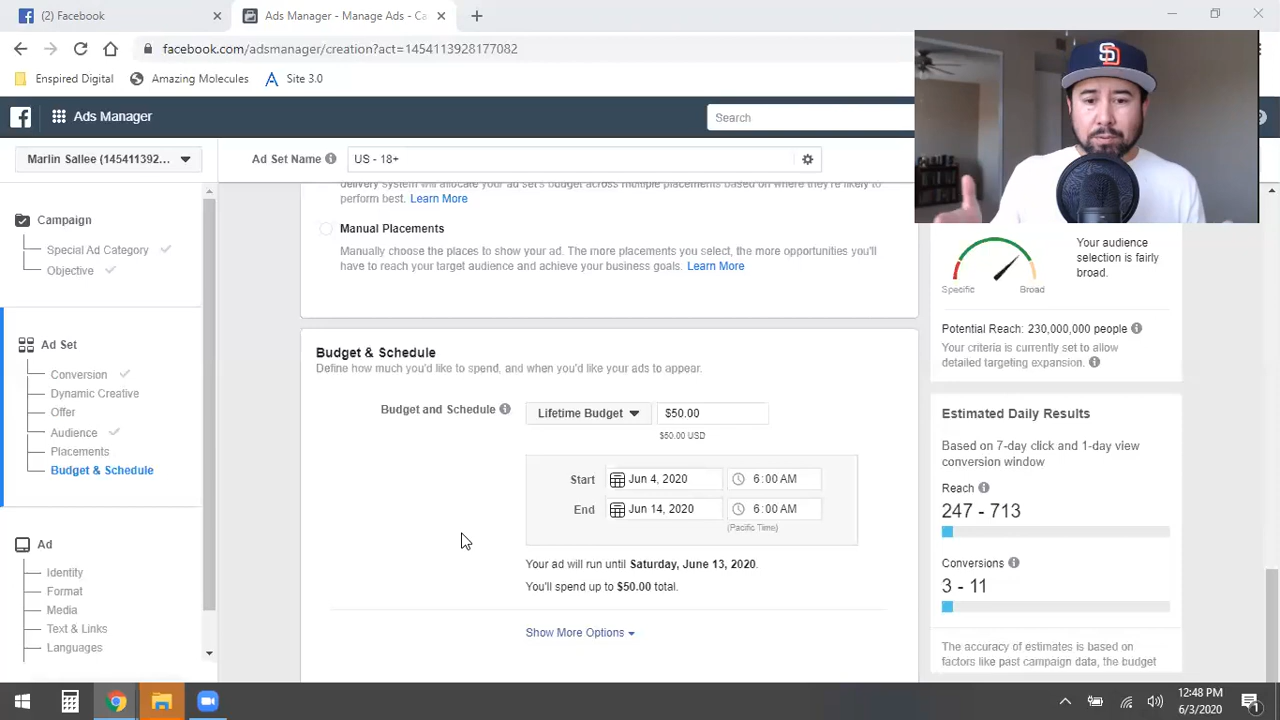 (2) Facebook
Ads Manager - Manage Ads - Ca
facebook.com/adsmanager/creation?act=1454113928177082
Enspired Digital
Amazing Molecules
Site 3.0
Ads Manager
Search
Marlin Sallee (145411392...
Ad Set Name
US - 18+
Campaign
Special Ad Category
Objective
Ad Set
Conversion
Dynamic Creative
Offer
Audience
Placements
Budget & Schedule
Ad
Identity
Format
Media
Text & Links
Languages
delivery system will allocate your ad set's budget across multiple placements based on where they're likely to
perform best. Learn More
Manual Placements
Manually choose the places to show your ad. The more placements you select, the more opportunities you'll
have to reach your target audience and achieve your business goals. Learn More
Budget & Schedule
Define how much you'd like to spend, and when you'd like your ads to appear.
Budget and Schedule
Lifetime Budget
$50.00
$50.00 USD
Start
Jun 4, 2020
6:00 AM
End
Jun 14, 2020
6:00 AM
(Pacific Time)
Your ad will run until Saturday, June 13, 2020.
You'll spend up to $50.00 total.
Show More Options
SD
Your audience
selection is fairly
broad.
Specific
Broad
Potential Reach: 230,000,000 people
Your criteria is currently set to allow
detailed targeting expansion.
Estimated Daily Results
Based on 7-day click and 1-day view
conversion window
Reach
247 - 713
Conversions
3 - 11
The accuracy of estimates is based on
factors like past campaign data, the budget
12:48 PM
6/3/2020
1